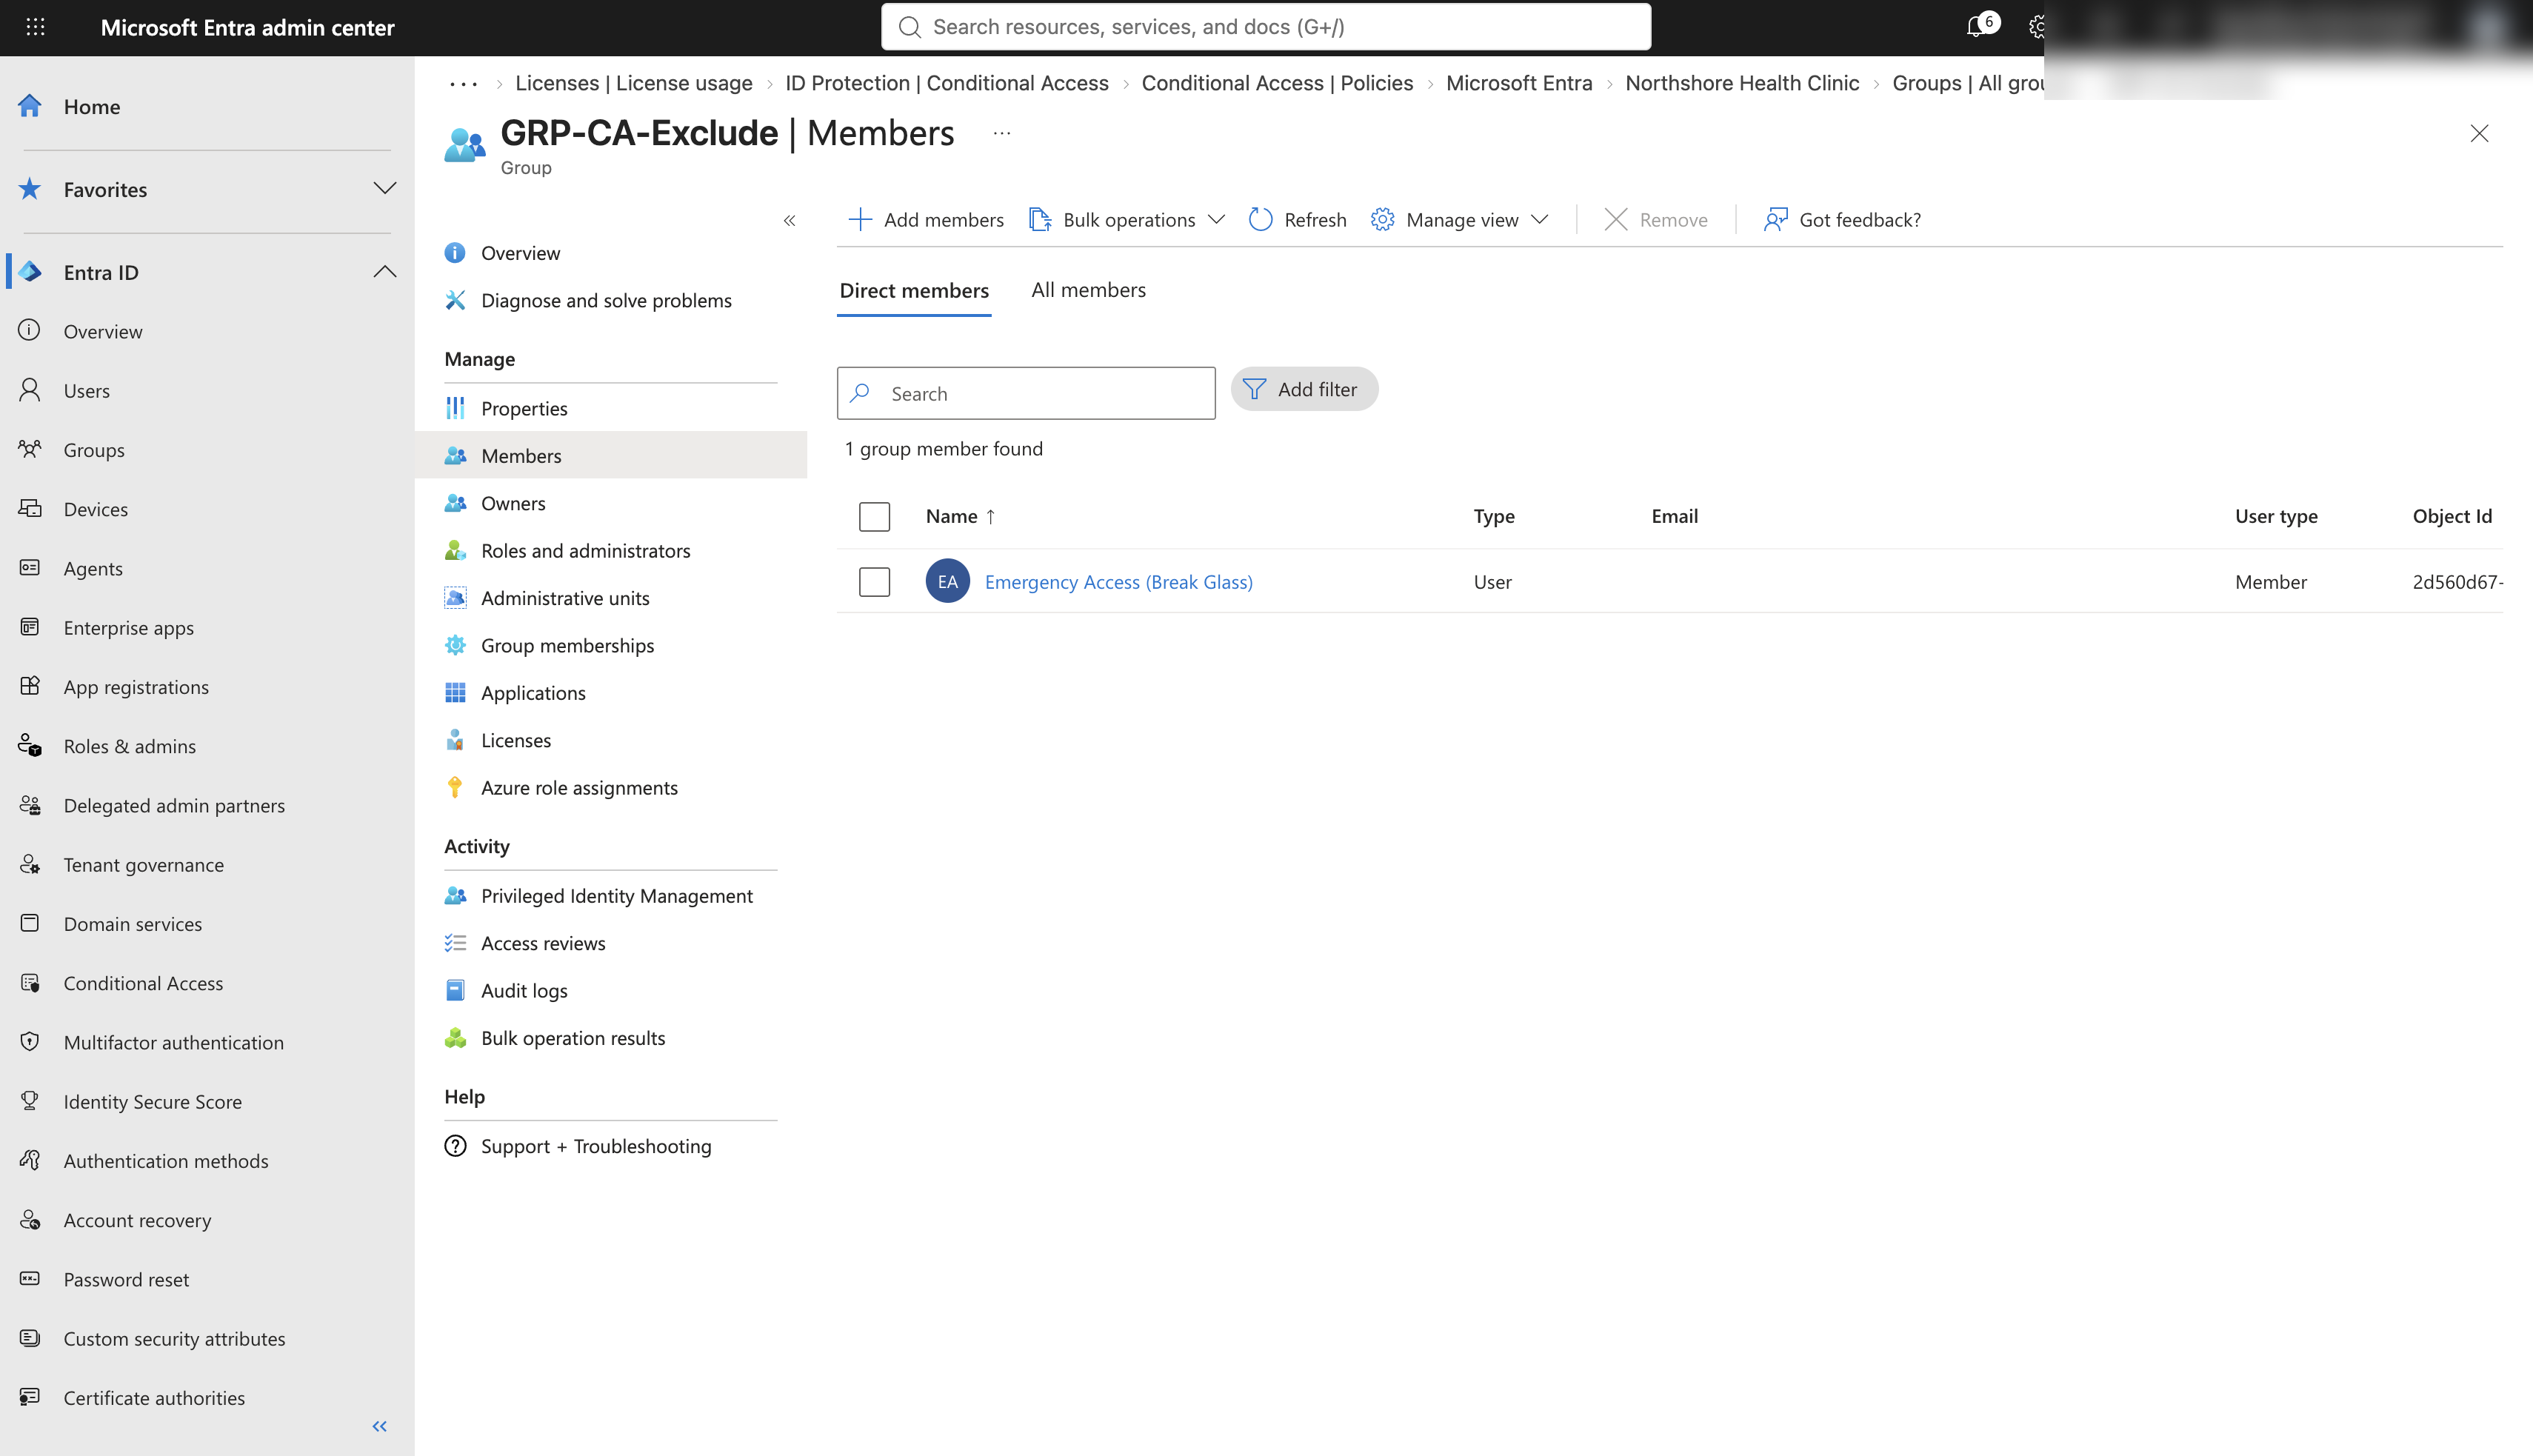 Microsoft Entra admin center
Search resources, services, and docs (G+/)
6
Home
Favorites
Entra ID
Overview
Users
Groups
Devices
Agents
Enterprise apps
App registrations
Roles & admins
Delegated admin partners
Tenant governance
Domain services
Conditional Access
Multifactor authentication
Identity Secure Score
Authentication methods
Account recovery
Password reset
Custom security attributes
Certificate authorities
... > Licenses | License usage > ID Protection | Conditional Access > Conditional Access | Policies > Microsoft Entra > Northshore Health Clinic > Groups | All grou
GRP-CA-Exclude | Members ...
Group
Overview
Diagnose and solve problems
Manage
Properties
Members
Owners
Roles and administrators
Administrative units
Group memberships
Applications
Licenses
Azure role assignments
Activity
Privileged Identity Management
Access reviews
Audit logs
Bulk operation results
Help
Support + Troubleshooting
Add members Bulk operations Refresh Manage view Remove Got feedback?
Direct members All members
Search Add filter
1 group member found
Name ↑ Type Email User type Object Id
EA Emergency Access (Break Glass) User Member 2d560d67-